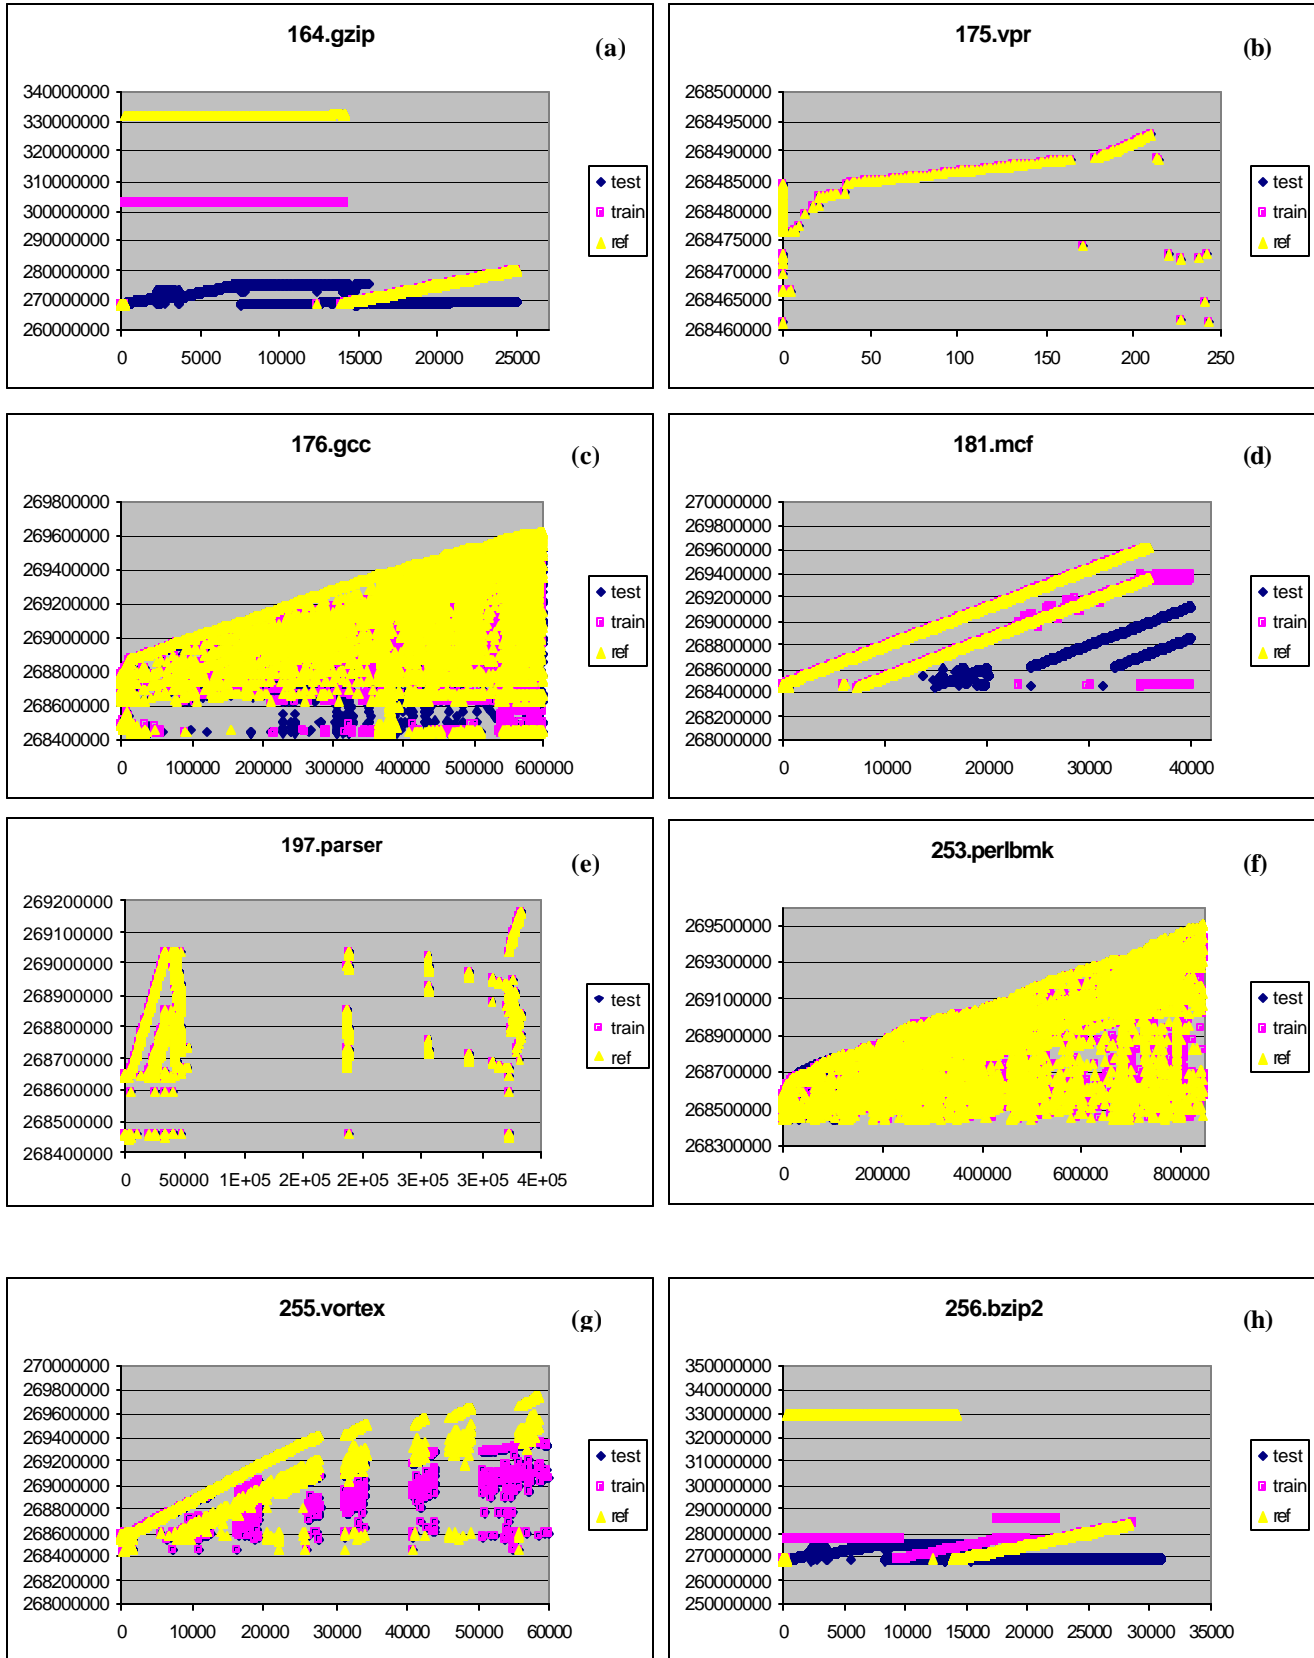 164.gzip
(a)
340000000
330000000
320000000
310000000
300000000
290000000
280000000
270000000
260000000
0 5000 10000 15000 20000 25000
test
train
ref
175.vpr
(b)
268500000
268495000
268490000
268485000
268480000
268475000
268470000
268465000
268460000
0 50 100 150 200 250
test
train
ref
176.gcc
(c)
269800000
269600000
269400000
269200000
269000000
268800000
268600000
268400000
0 100000 200000 300000 400000 500000 600000
test
train
ref
181.mcf
(d)
270000000
269800000
269600000
269400000
269200000
269000000
268800000
268600000
268400000
268200000
268000000
0 10000 20000 30000 40000
test
train
ref
197.parser
(e)
269200000
269100000
269000000
268900000
268800000
268700000
268600000
268500000
268400000
0 50000 1E+05 2E+05 2E+05 3E+05 3E+05 4E+05
test
train
ref
253.perlbmk
(f)
269500000
269300000
269100000
268900000
268700000
268500000
268300000
0 200000 400000 600000 800000
test
train
ref
255.vortex
(g)
270000000
269800000
269600000
269400000
269200000
269000000
268800000
268600000
268400000
268200000
268000000
0 10000 20000 30000 40000 50000 60000
test
train
ref
256.bzip2
(h)
350000000
340000000
330000000
320000000
310000000
300000000
290000000
280000000
270000000
260000000
250000000
0 5000 10000 15000 20000 25000 30000 35000
test
train
ref